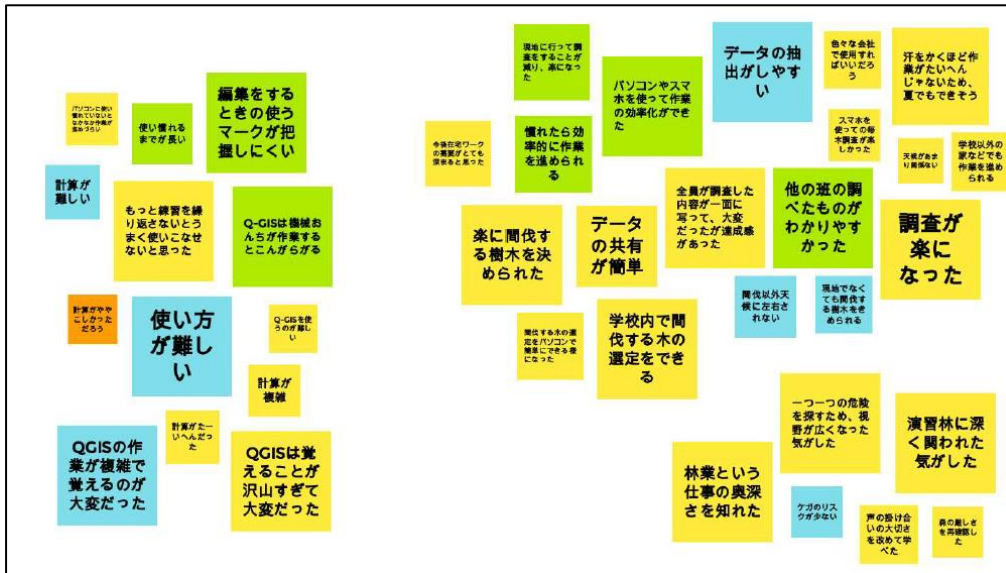 パソコンに使い
慣れていないと
なかなか作業が
進めづらい
使い慣れる
までが長い
編集をする
ときの使う
マークが把
握しにくい
計算が
難しい
もっと練習を繰
り返さないとう
まく使いこなせ
ないと思った
Q-GISは機械お
んちが作業する
とこんがらがる
計算がやや
こしかった
だろう
使い方
が難し
い
Q-GISを使
うのが難し
い
計算が
複雑
計算がたー
いへんだっ
た
QGISの作
業が複雑で
覚えるのが
大変だった
QGISは覚
えることが
沢山すぎて
大変だった
現地に行って調
査をすることが
減り、楽になった
パソコンやスマ
ホを使って作業
の効率化ができ
た
データの抽
出がしやす
い
色々な会社
で使用すれ
ばいいだろう
汗をかくほど作
業がたいへん
じゃないため、
夏でもできそう
今後在宅ワーク
の需要がとても
深まると思った
慣れたら効
率的に作業
を進められ
る
スマホを
使っての毎
木調査が楽
しかった
天候があま
り関係ない
学校以外の
家などでも
作業を進め
られる
楽に間伐す
る樹木を決
められた
データ
の共有
が簡単
全員が調査した
内容が一面に
写って、大変
だったが達成感
があった
他の班の調
べたものが
わかりやす
かった
調査が
楽に
なった
間伐以外天
候に左右さ
れない
現地でなく
ても間伐す
る樹木をき
められる
間伐する木の選
定をパソコンで
簡単にできる様
になった
学校内で間
伐する木の
選定をでき
る
一つ一つの危険
を探すため、視
野が広くなった
気がした
演習林に深
く関われた
気がした
林業という
仕事の奥深
さを知れた
ケガのリス
クが少ない
声の掛け合
いの大切さ
を改めて学
べた
の厳しさ
を再確認し
た